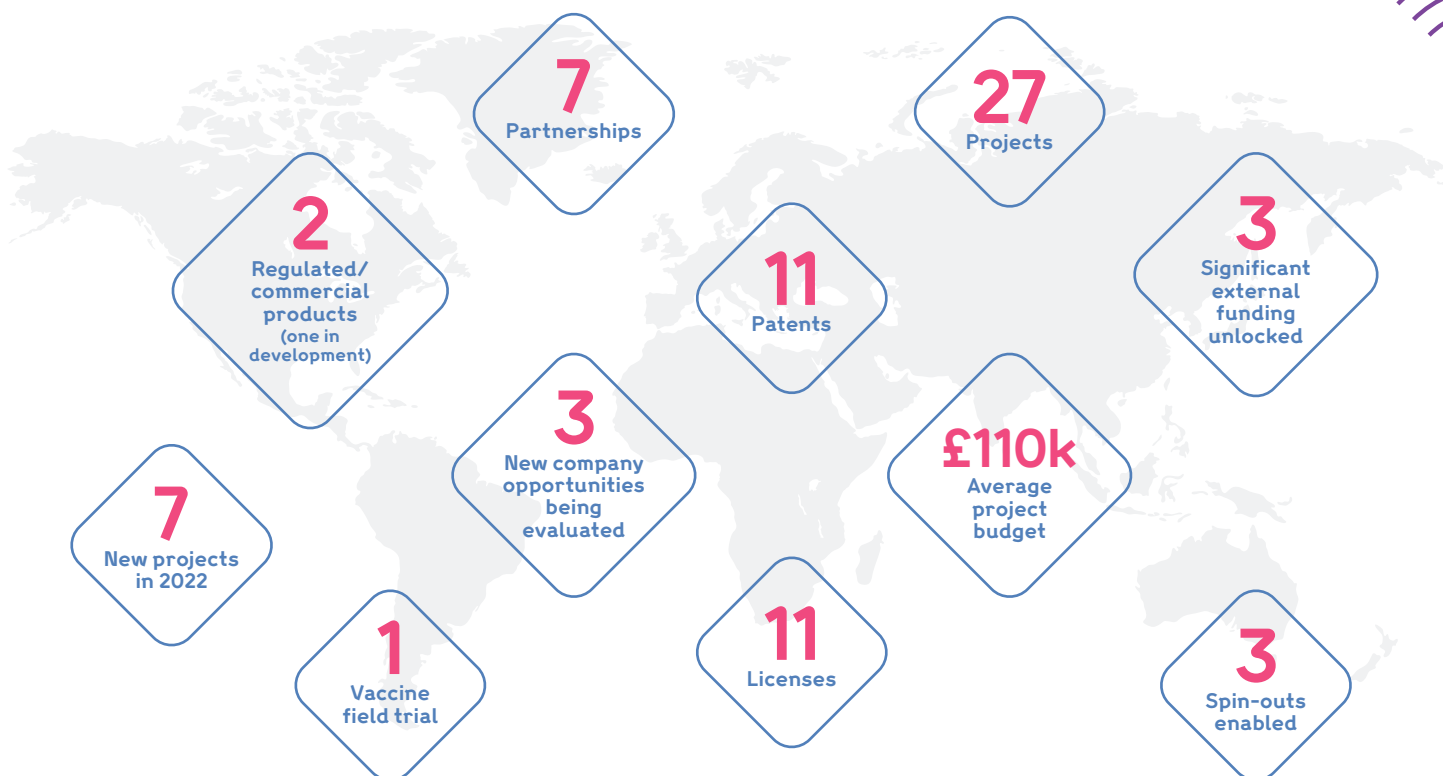 7
Partnerships
27
Projects
2
Regulated/
commercial
products
(one in
development)
11
Patents
3
Significant
external
funding
unlocked
3
New company
opportunities
being
evaluated
£110k
Average
project
budget
7
New projects
in 2022
1
Vaccine
field trial
11
Licenses
3
Spin-outs
enabled